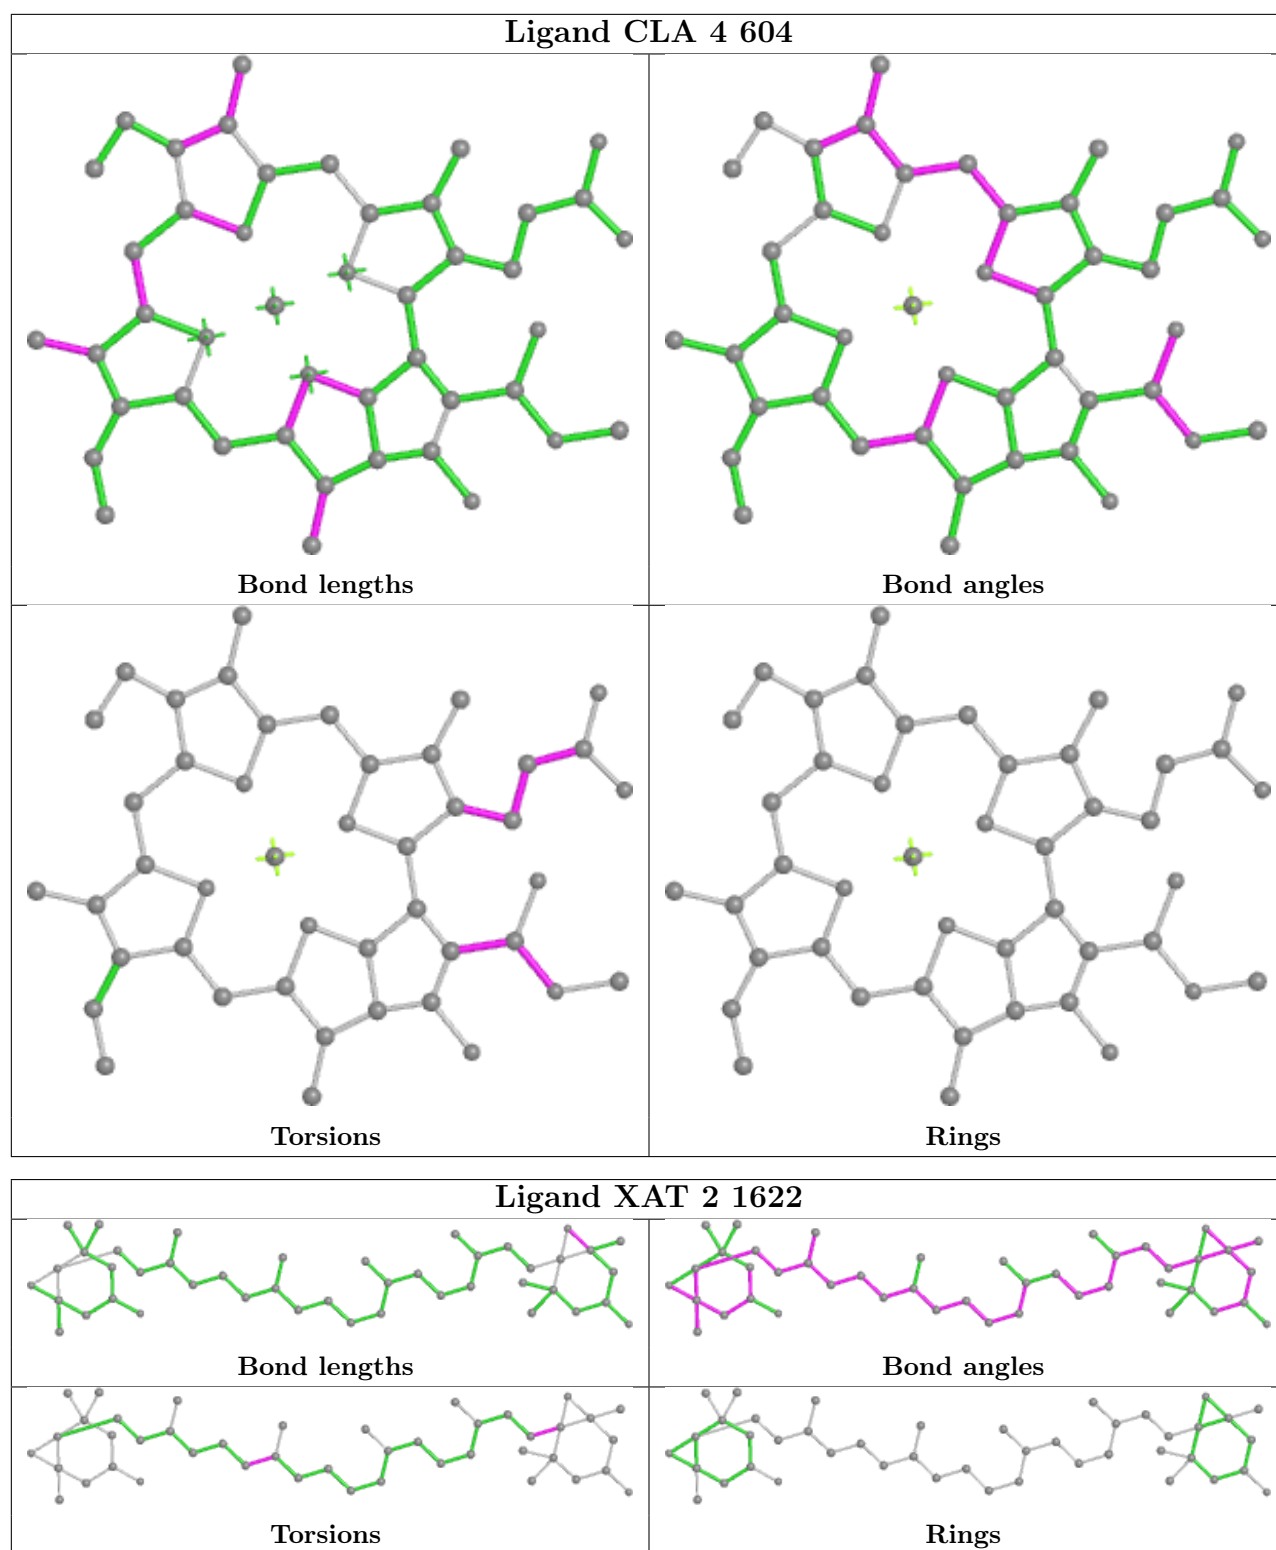 Ligand CLA 4 604
Bond lengths
Bond angles
Torsions
Rings
Ligand XAT 2 1622
Bond lengths
Bond angles
Torsions
Rings